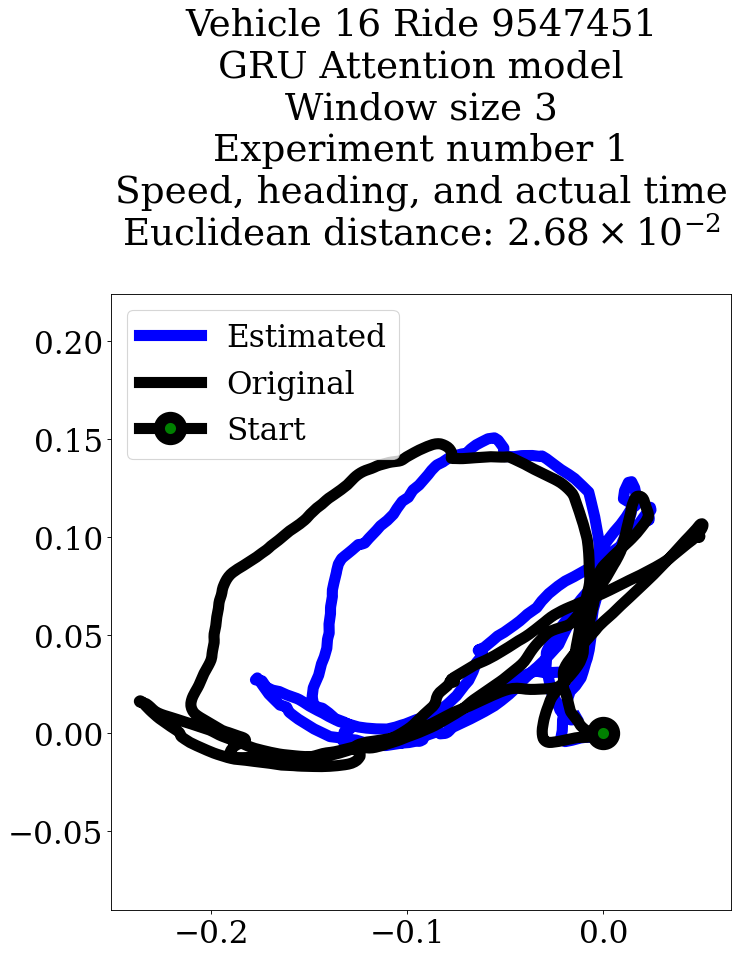 Vehicle 16 Ride 9547451
GRU Attention model
Window size 3
Experiment number 1
Speed, heading, and actual time
Euclidean distance: 2.68 × 10⁻²
Estimated
Original
Start
0.20
0.15
0.10
0.05
0.00
−0.05
−0.2
−0.1
0.0